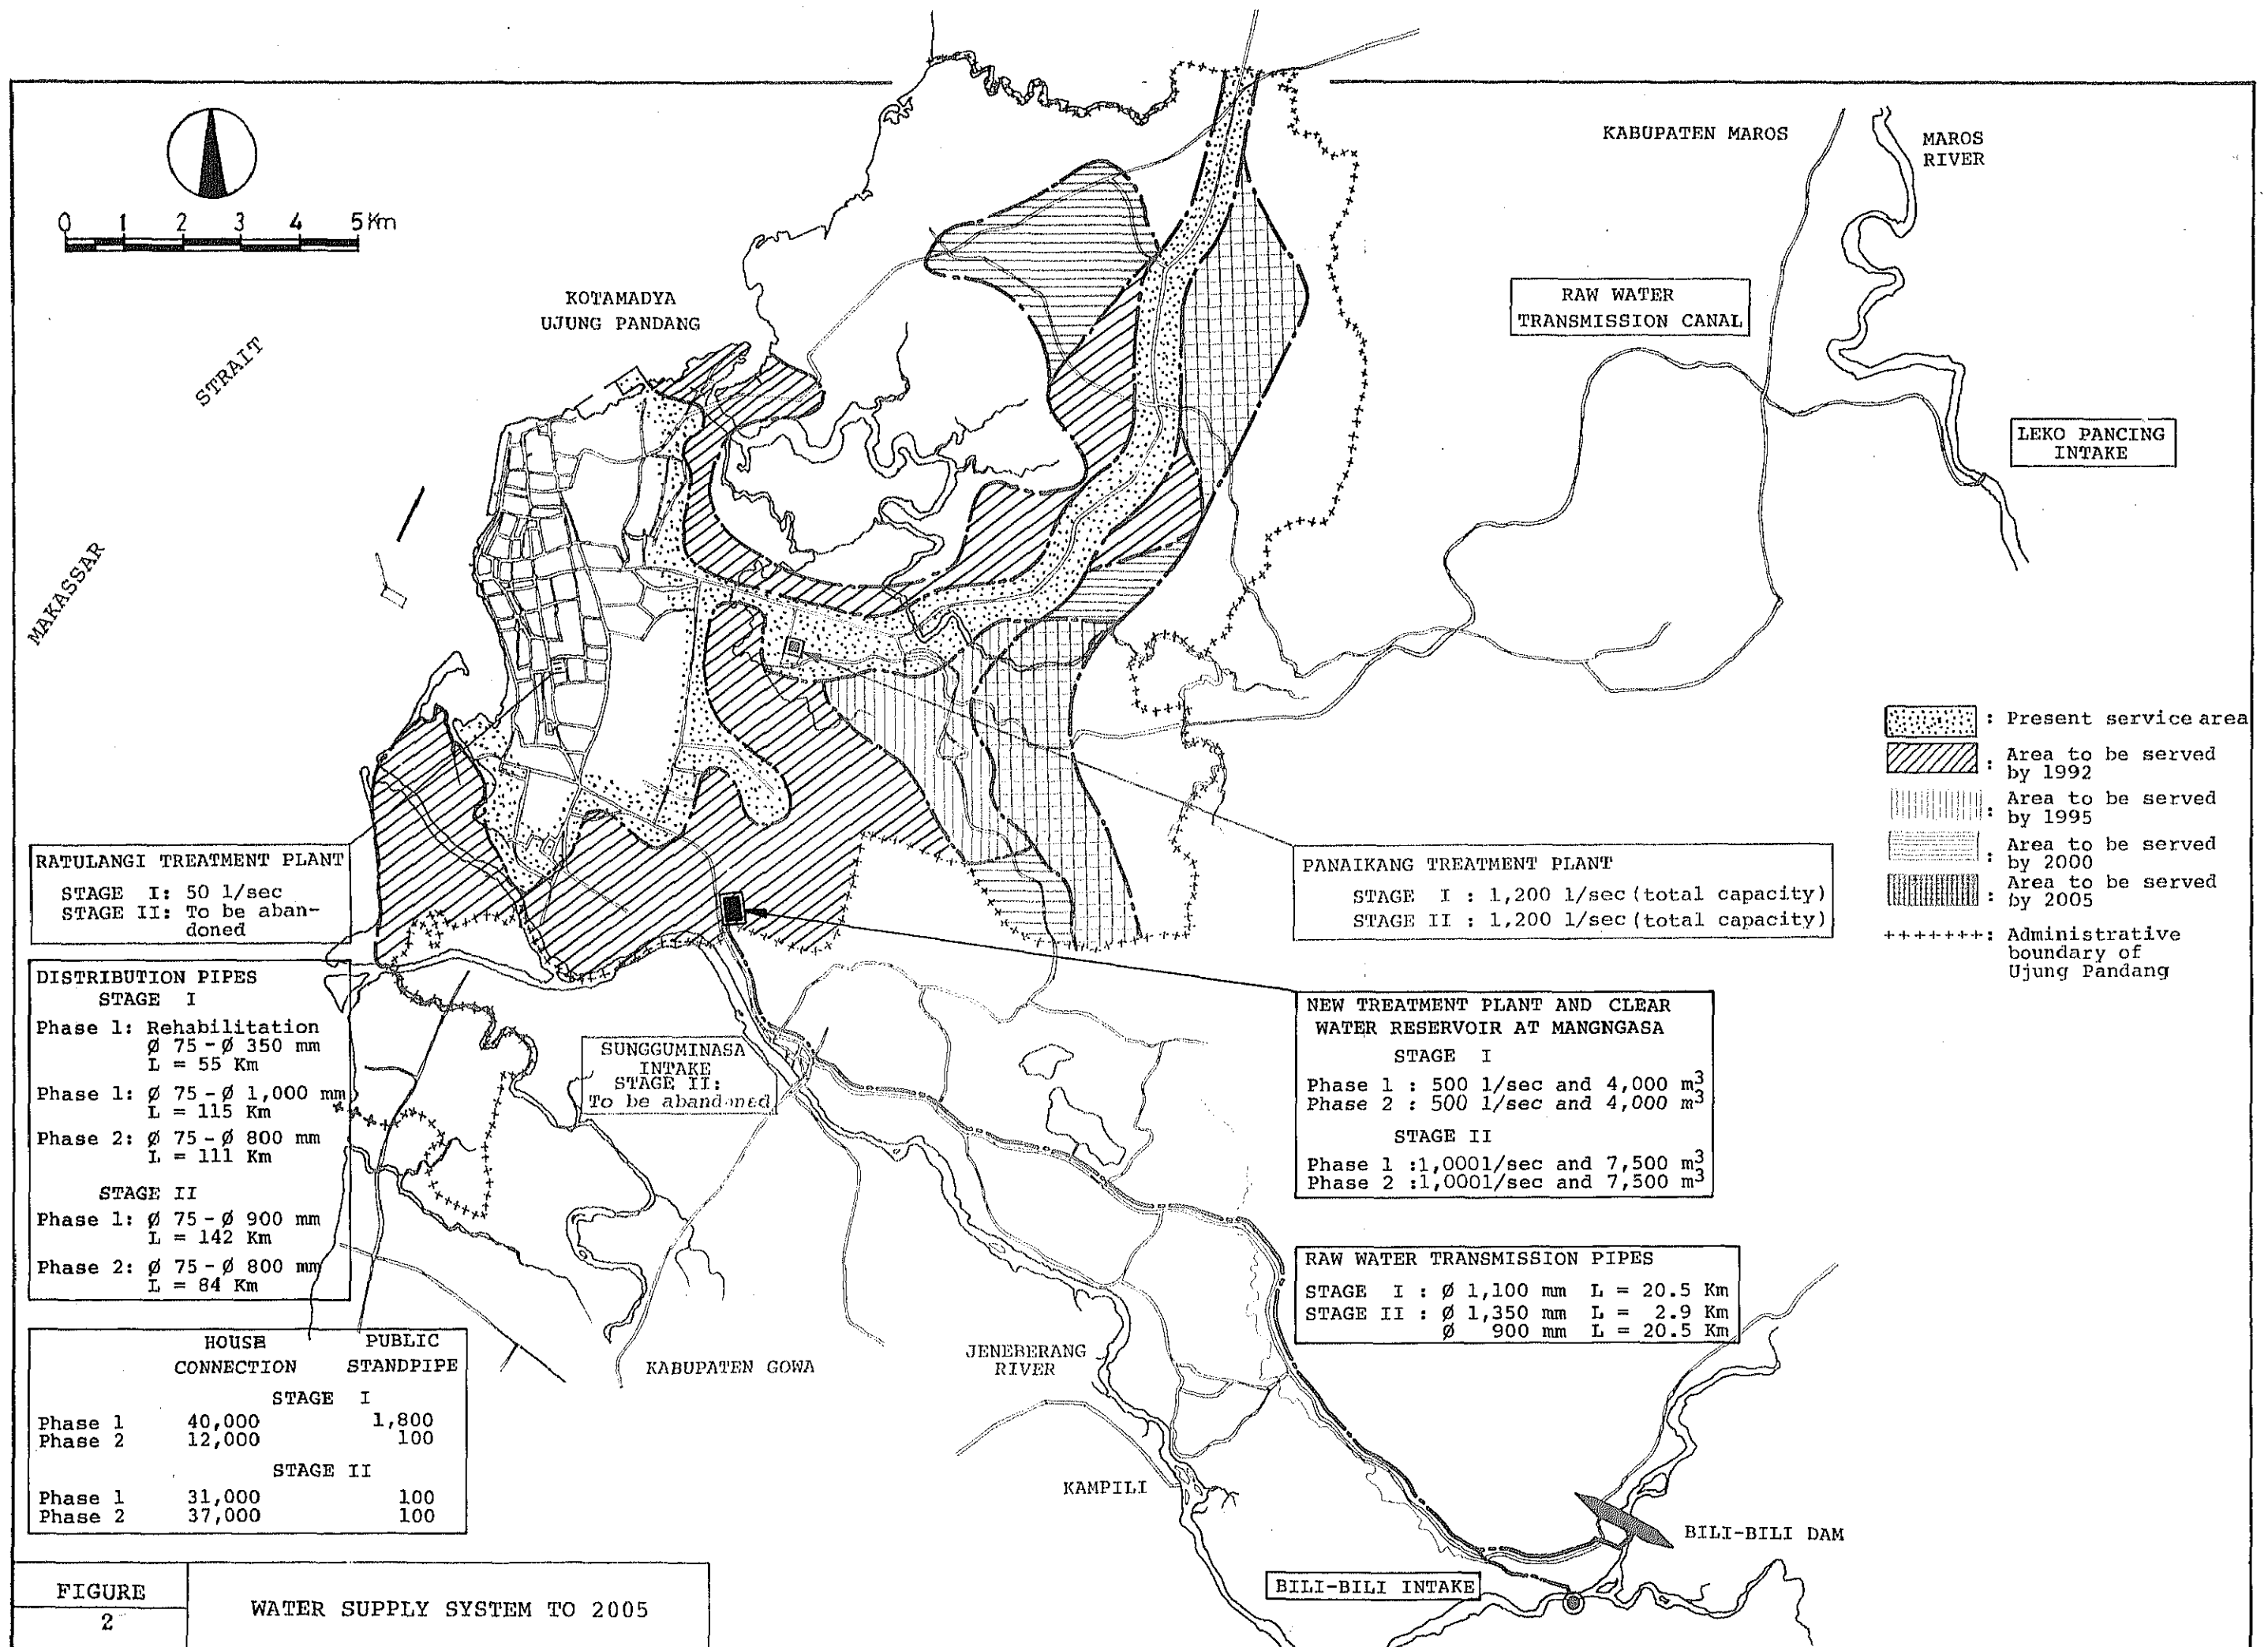 0 1 2 3 4 5 Km
KOTAMADYA
UJUNG PANDANG
STRAIT
MAKASSAR
KABUPATEN MAROS
MAROS
RIVER
RAW WATER
TRANSMISSION CANAL
LEKO PANCING
INTAKE
: Present service area
: Area to be served
by 1992
: Area to be served
by 1995
: Area to be served
by 2000
: Area to be served
by 2005
+++++++: Administrative
boundary of
Ujung Pandang
RATULANGI TREATMENT PLANT
STAGE I: 50 l/sec
STAGE II: To be aban-
doned
PANAIKANG TREATMENT PLANT
STAGE I : 1,200 l/sec (total capacity)
STAGE II : 1,200 l/sec (total capacity)
DISTRIBUTION PIPES
STAGE I
Phase 1: Rehabilitation
Ø 75 - Ø 350 mm
L = 55 Km
Phase 1: Ø 75 - Ø 1,000 mm
L = 115 Km
Phase 2: Ø 75 - Ø 800 mm
L = 111 Km
STAGE II
Phase 1: Ø 75 - Ø 900 mm
L = 142 Km
Phase 2: Ø 75 - Ø 800 mm
L = 84 Km
SUNGGUMINASA
INTAKE
STAGE II:
To be abandoned
NEW TREATMENT PLANT AND CLEAR
WATER RESERVOIR AT MANGNGASA
STAGE I
Phase 1 : 500 l/sec and 4,000 m³
Phase 2 : 500 l/sec and 4,000 m³
STAGE II
Phase 1 :1,000l/sec and 7,500 m³
Phase 2 :1,000l/sec and 7,500 m³
RAW WATER TRANSMISSION PIPES
STAGE I : Ø 1,100 mm L = 20.5 Km
STAGE II : Ø 1,350 mm L = 2.9 Km
Ø 900 mm L = 20.5 Km
HOUSE PUBLIC
CONNECTION STANDPIPE
STAGE I
Phase 1 40,000 1,800
Phase 2 12,000 100
STAGE II
Phase 1 31,000 100
Phase 2 37,000 100
KABUPATEN GOWA
JENEBERANG
RIVER
KAMPILI
BILI-BILI DAM
BILI-BILI INTAKE
FIGURE
2
WATER SUPPLY SYSTEM TO 2005